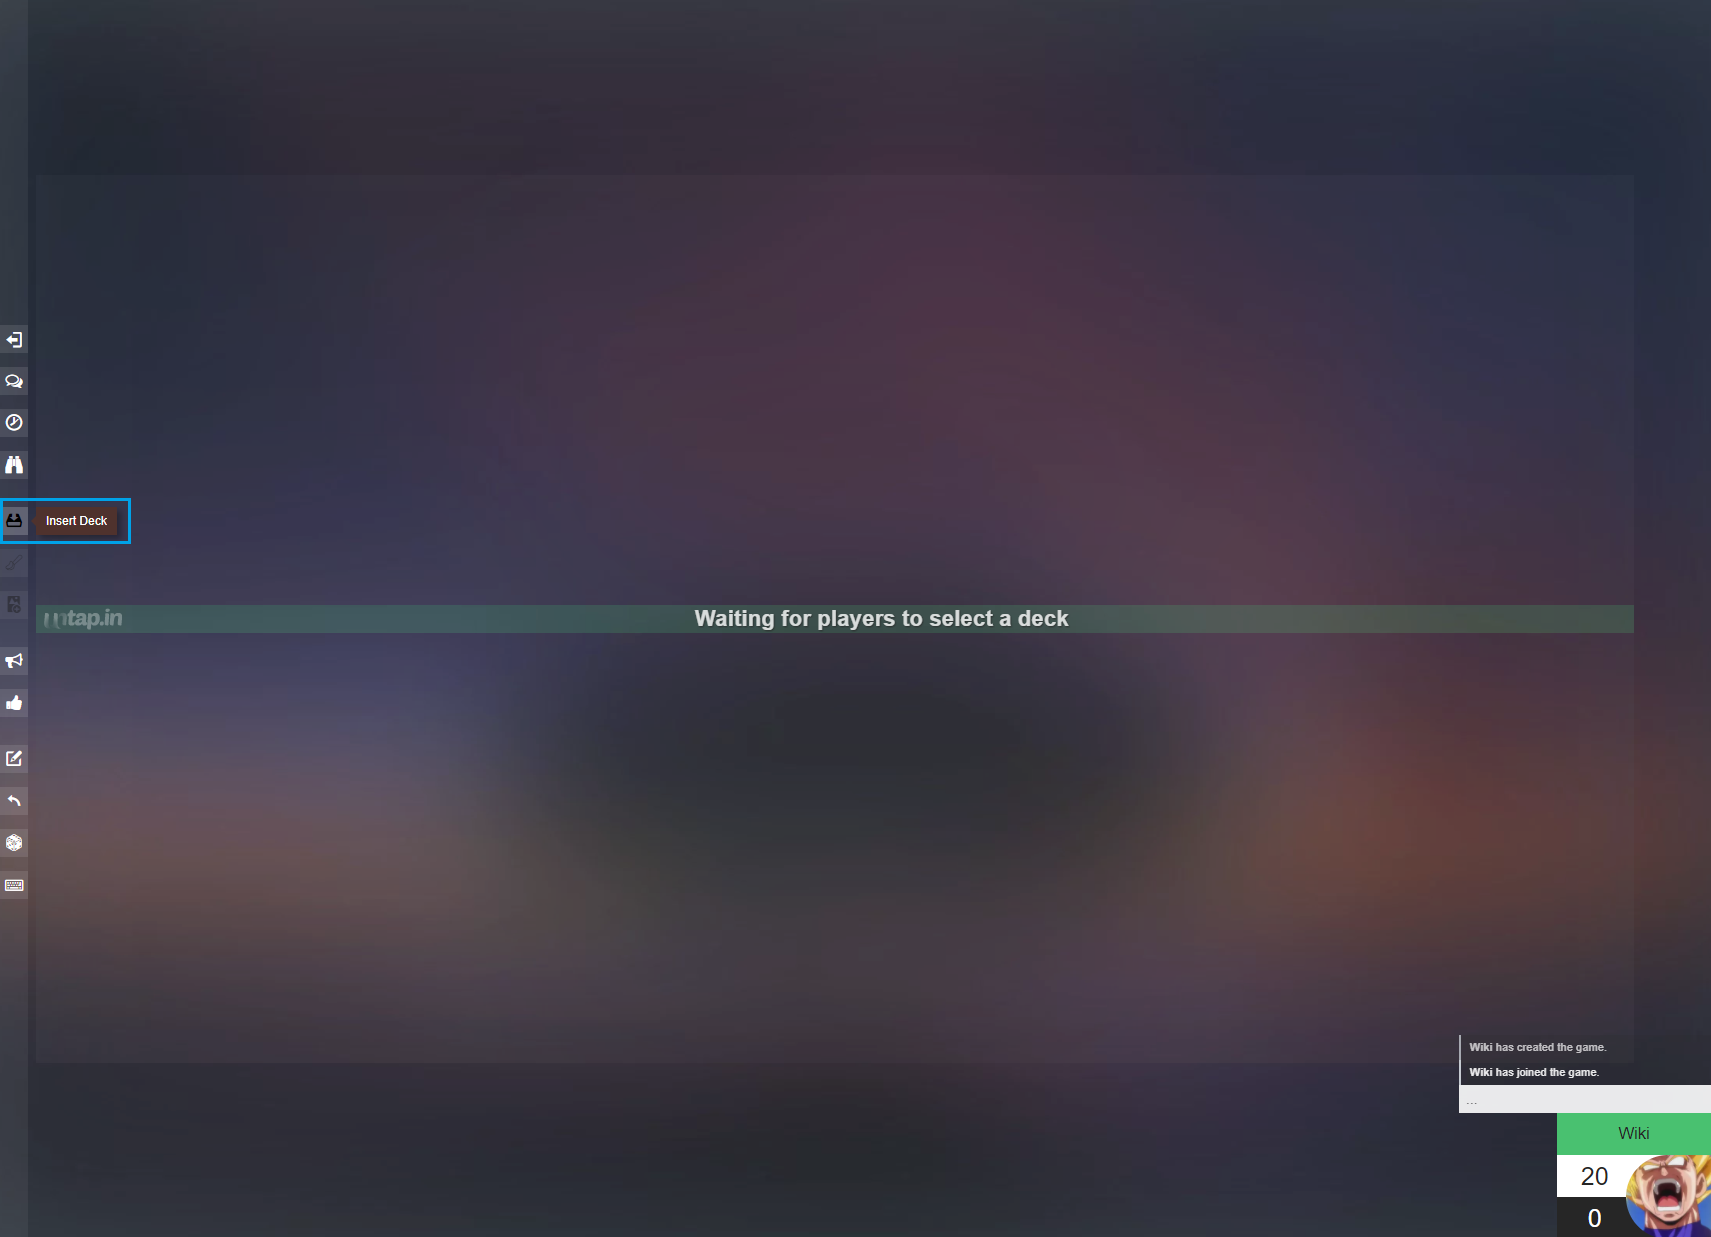 Insert Deck
untap.in
Waiting for players to select a deck
Wiki has created the game.
Wiki has joined the game.
...
Wiki
20
0